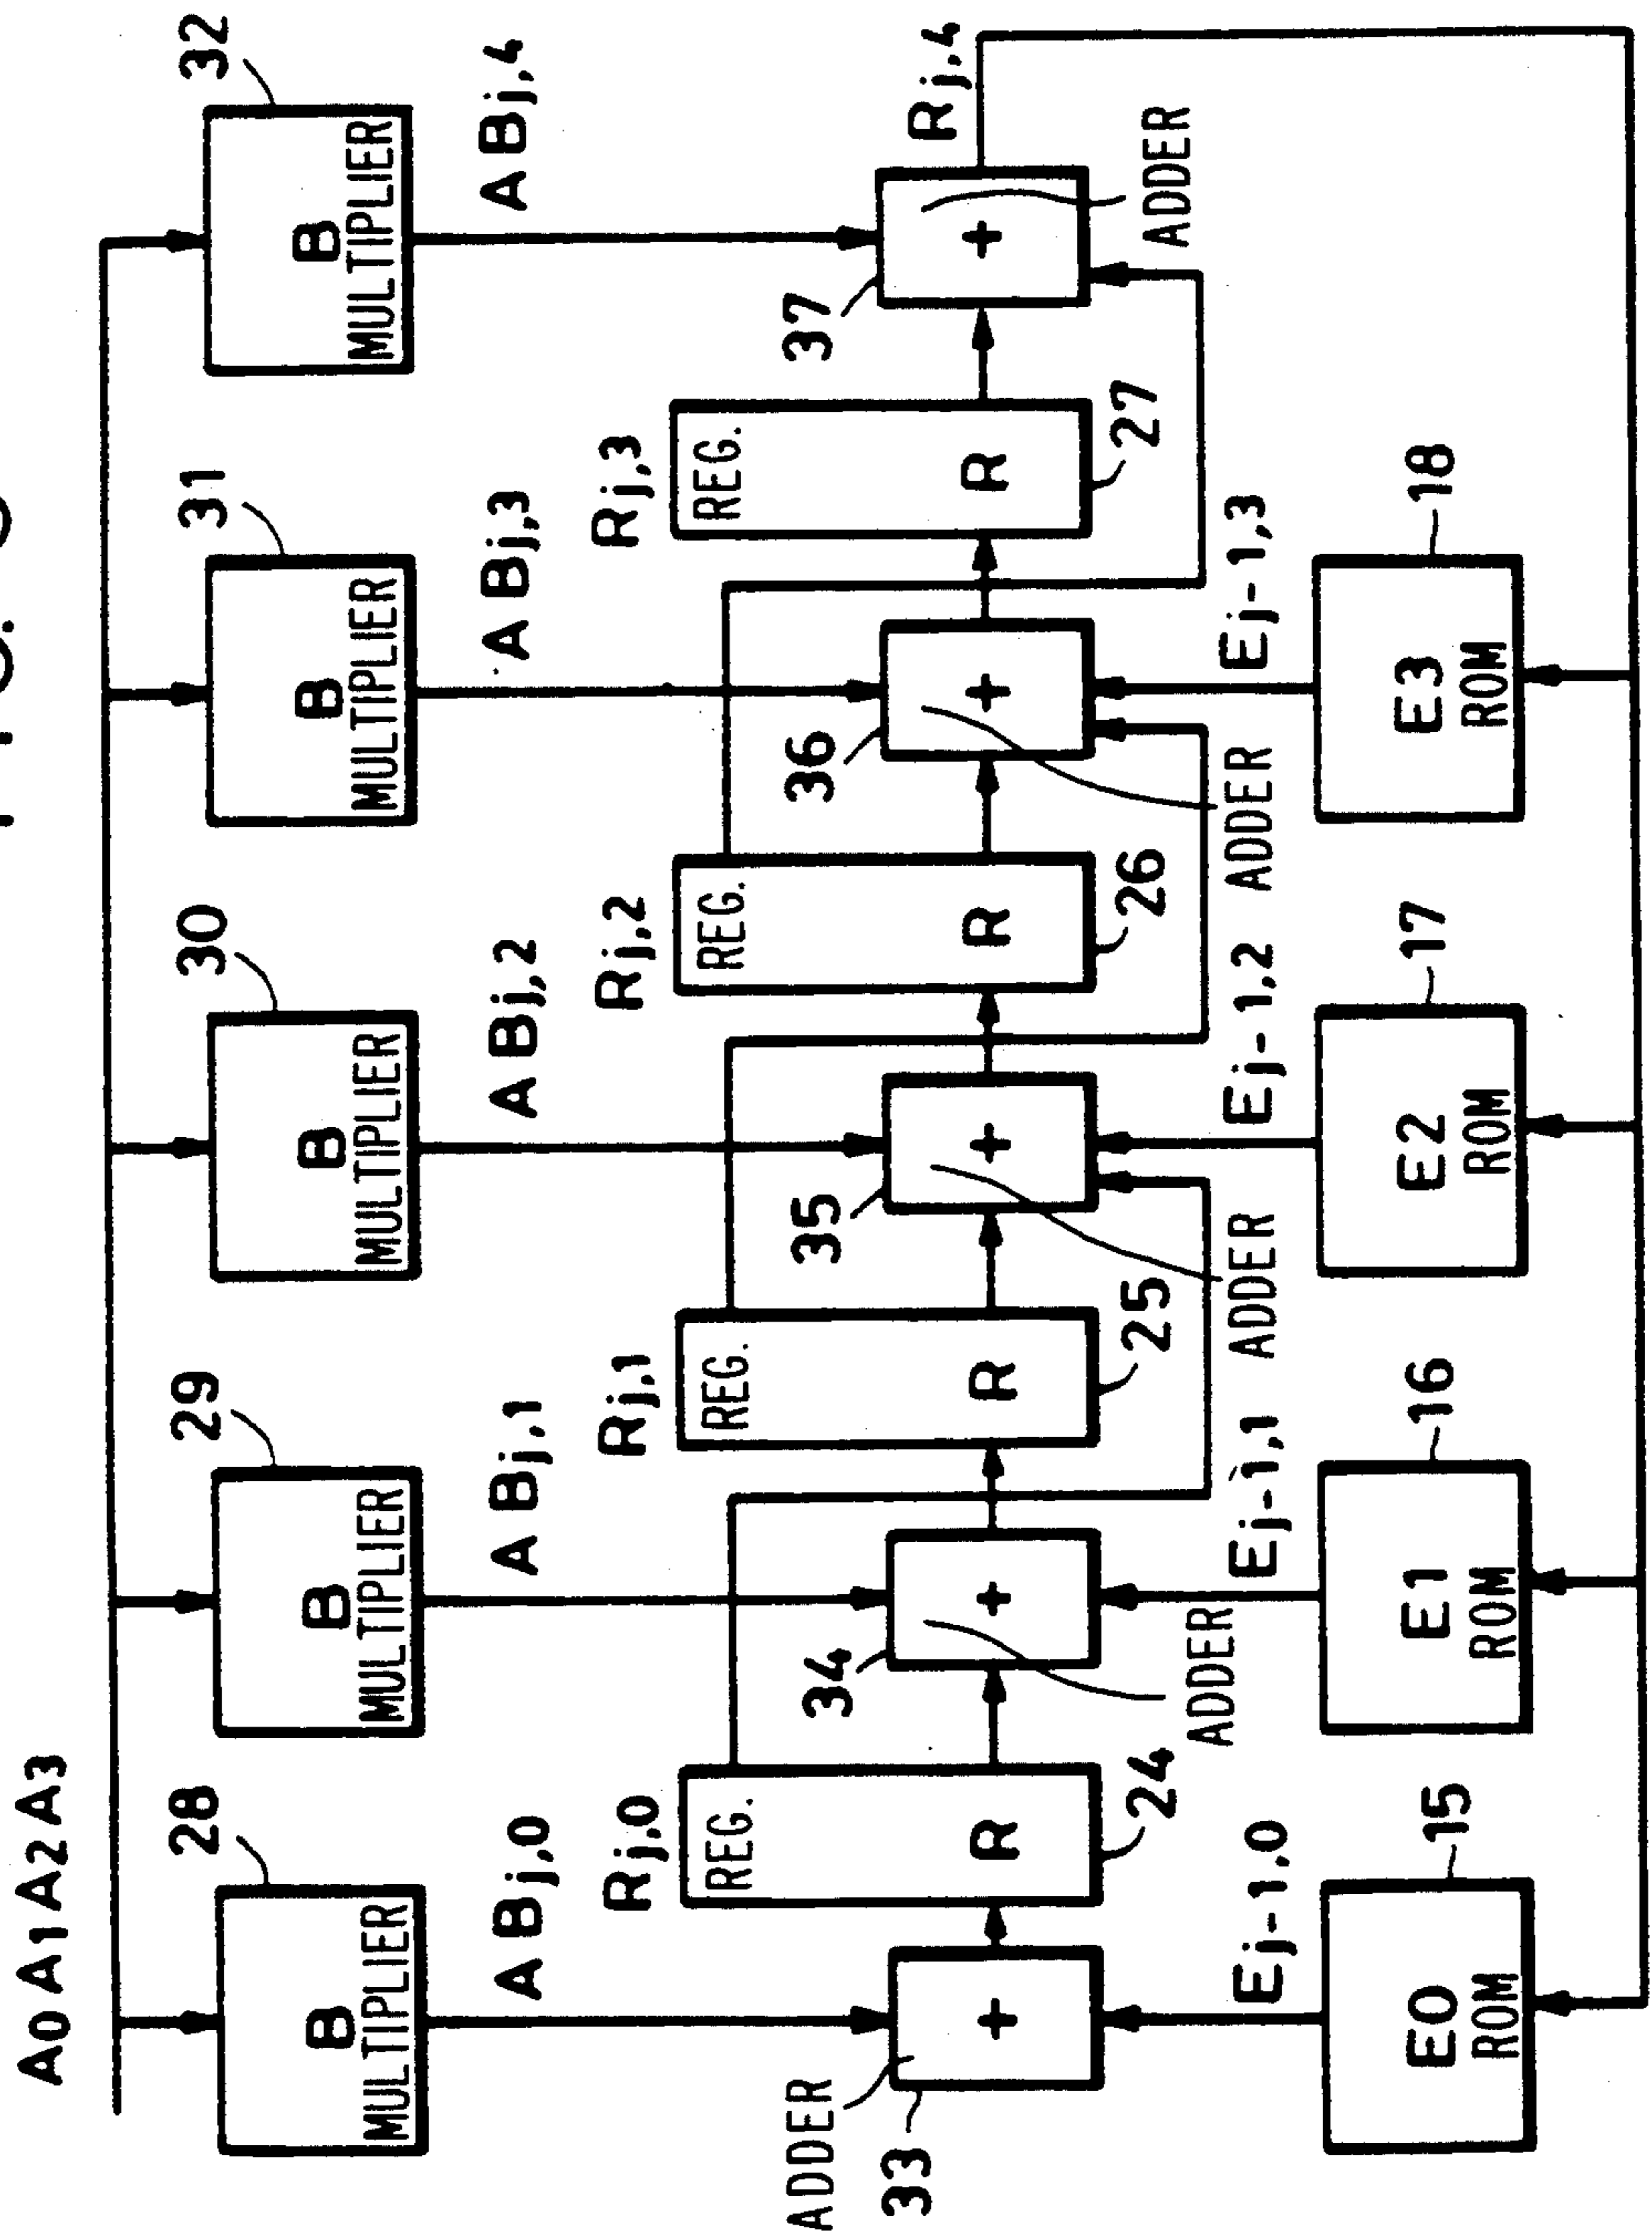 A0 A1 A2 A3
28
29
30
31
32
B
MULTIPLIER
B
MULTIPLIER
B
MULTIPLIER
B
MULTIPLIER
B
MULTIPLIER
A Bj,0
A Bj,1
A Bj,2
A Bj,3
A Bj,4
Rj,0
Rj,1
Rj,2
Rj,3
Rj,4
REG.
R
REG.
R
REG.
R
REG.
R
ADDER
33
34
35
36
37
+
+
+
+
+
24
25
26
27
ADDER
ADDER
ADDER
ADDER
Ej-1,0
Ej-1,1
Ej-1,2
Ej-1,3
15
16
17
18
E0
ROM
E1
ROM
E2
ROM
E3
ROM